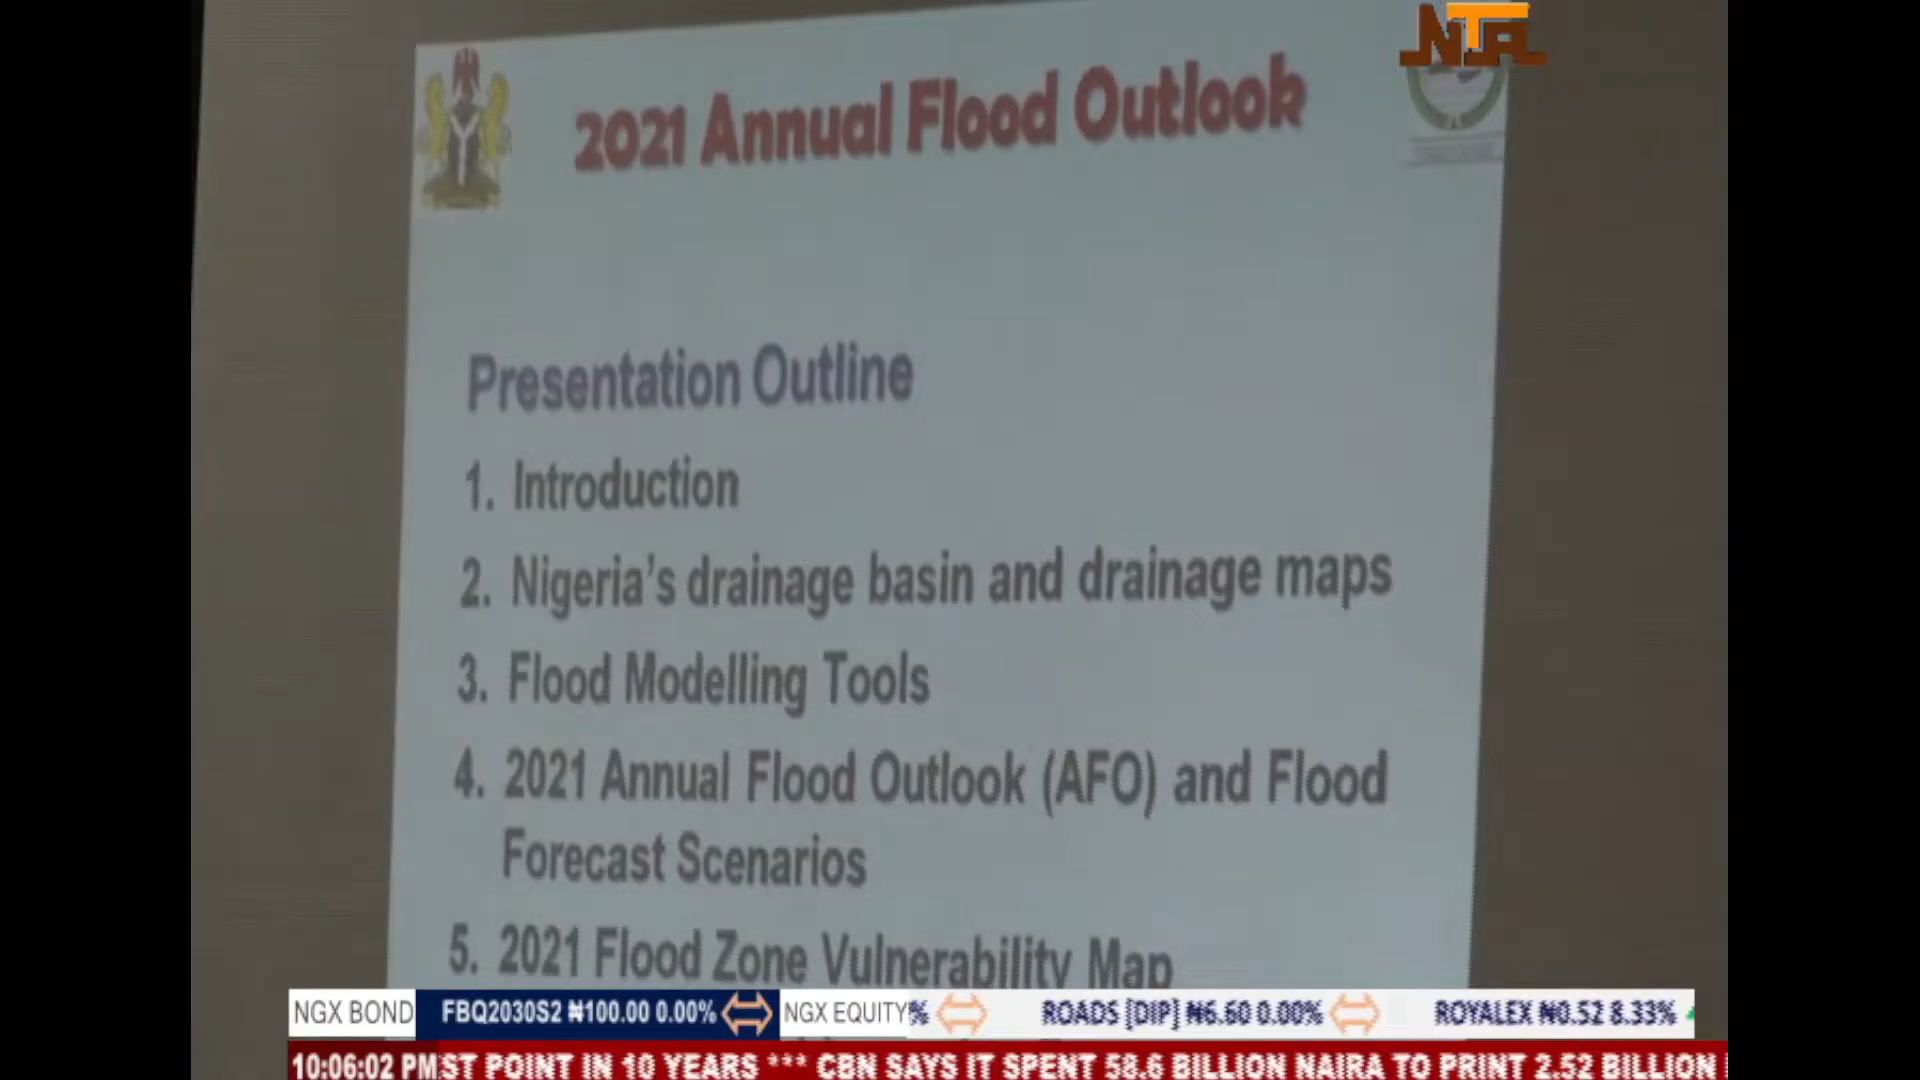 NTA
2021 Annual Flood Outlook
Presentation Outline
1. Introduction
2. Nigeria's drainage basin and drainage maps
3. Flood Modelling Tools
4. 2021 Annual Flood Outlook (AFO) and Flood
Forecast Scenarios
5. 2021 Flood Zone Vulnerability Map
NGX BOND FBQ2030S2 ₦100.00 0.00% NGX EQUITY % ROADS [DIP] ₦6.60 0.00% ROYALEX ₦0.52 8.33%
10:06:02 PM ST POINT IN 10 YEARS *** CBN SAYS IT SPENT 58.6 BILLION NAIRA TO PRINT 2.52 BILLION